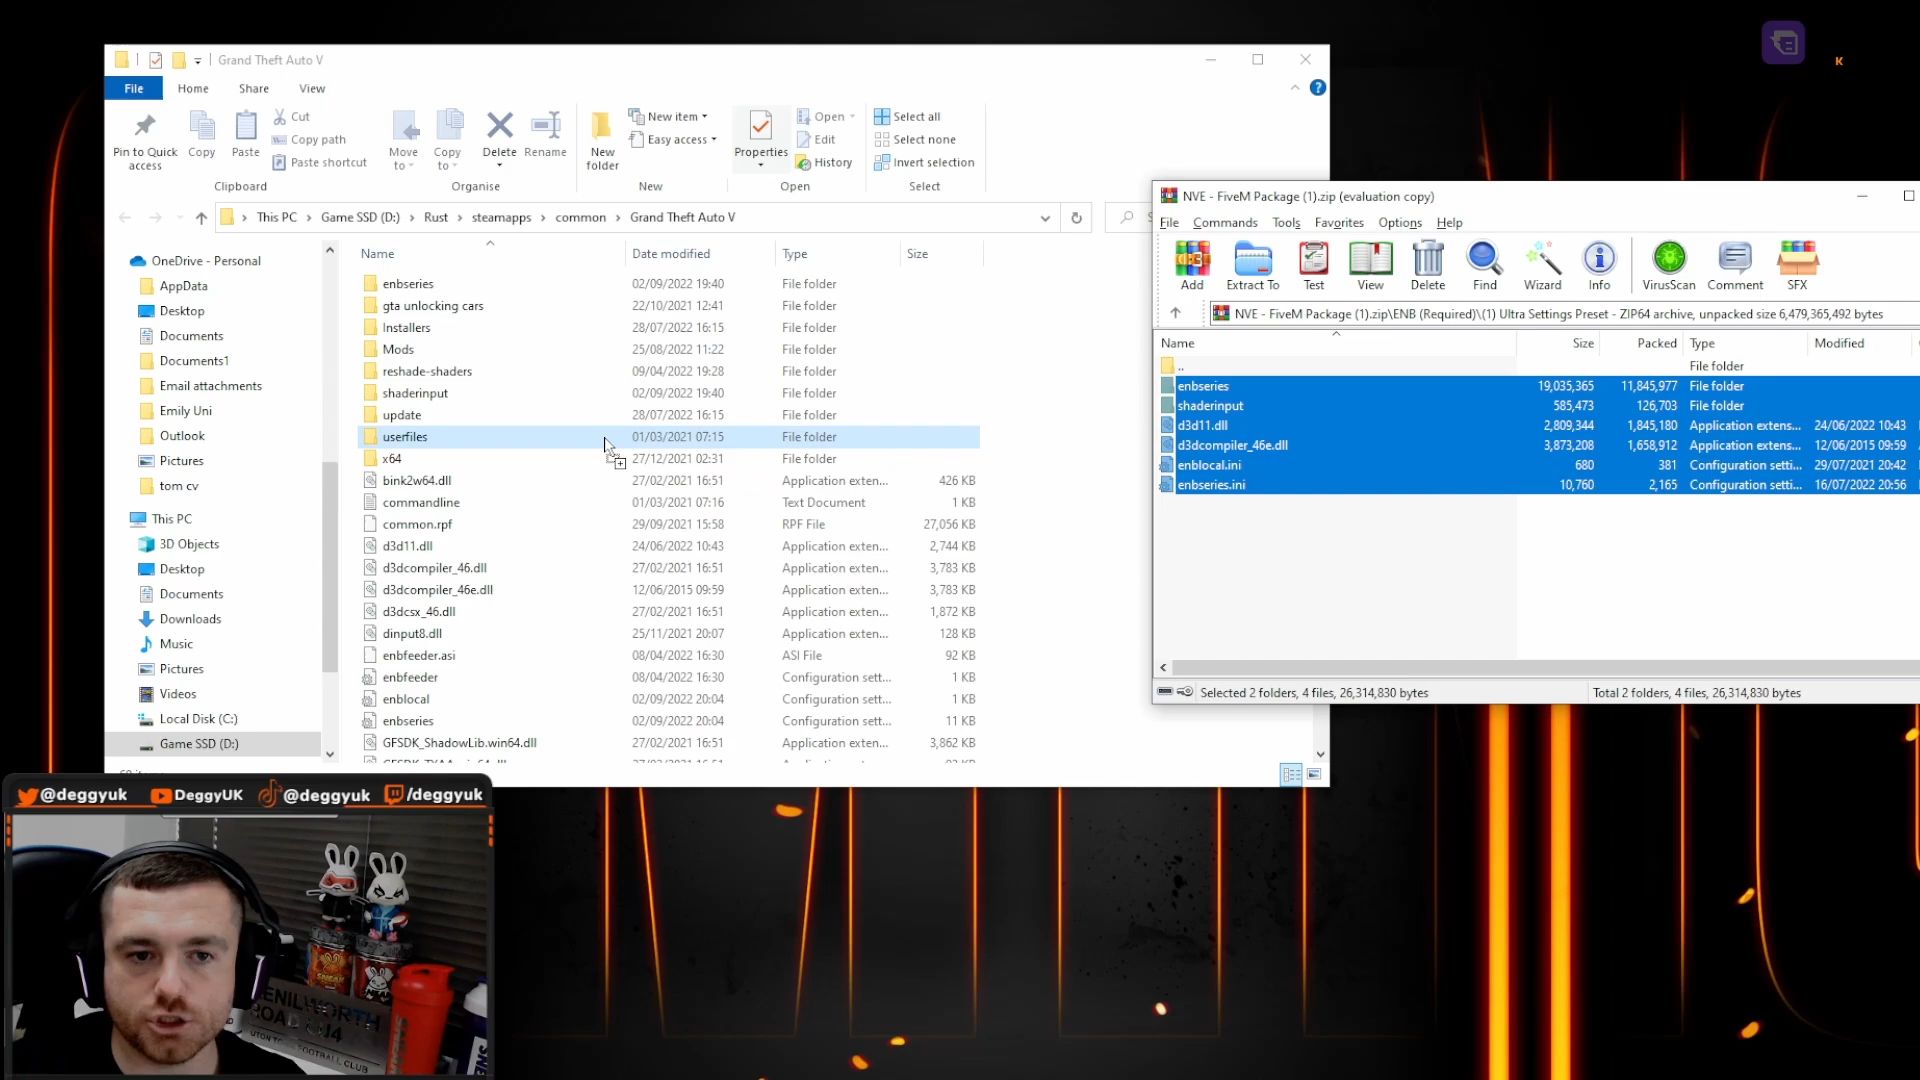 Grand Theft Auto V
File Home Share View
Pin to Quick access
Copy
Paste
Cut
Copy path
Paste shortcut
Clipboard
Move to
Copy to
Delete
Rename
Organise
New folder
New item
Easy access
New
Properties
Open
Edit
History
Open
Select all
Select none
Invert selection
Select
This PC > Game SSD (D:) > Rust > steamapps > common > Grand Theft Auto V
OneDrive - Personal
AppData
Desktop
Documents
Documents1
Email attachments
Emily Uni
Outlook
Pictures
tom cv
This PC
3D Objects
Desktop
Documents
Downloads
Music
Pictures
Videos
Local Disk (C:)
Game SSD (D:)
Name Date modified Type Size
enbseries 02/09/2022 19:40 File folder
gta unlocking cars 22/10/2021 12:41 File folder
Installers 28/07/2022 16:15 File folder
Mods 25/08/2022 11:22 File folder
reshade-shaders 09/04/2022 19:28 File folder
shaderinput 02/09/2022 19:40 File folder
update 28/07/2022 16:15 File folder
userfiles 01/03/2021 07:15 File folder
x64 27/12/2021 02:31 File folder
bink2w64.dll 27/02/2021 16:51 Application exten... 426 KB
commandline 01/03/2021 07:16 Text Document 1 KB
common.rpf 29/09/2021 15:58 RPF File 27,056 KB
d3d11.dll 24/06/2022 10:43 Application exten... 2,744 KB
d3dcompiler_46.dll 27/02/2021 16:51 Application exten... 3,783 KB
d3dcompiler_46e.dll 12/06/2015 09:59 Application exten... 3,783 KB
d3dcsx_46.dll 27/02/2021 16:51 Application exten... 1,872 KB
dinput8.dll 25/11/2021 20:07 Application exten... 128 KB
enbfeeder.asi 08/04/2022 16:30 ASI File 92 KB
enbfeeder 08/04/2022 16:30 Configuration sett... 1 KB
enblocal 02/09/2022 20:04 Configuration sett... 1 KB
enbseries 02/09/2022 20:04 Configuration sett... 11 KB
GFSDK_ShadowLib.win64.dll 27/02/2021 16:51 Application exten... 3,862 KB
K
NVE - FiveM Package (1).zip (evaluation copy)
File Commands Tools Favorites Options Help
Add Extract To Test View Delete Find Wizard Info VirusScan Comment SFX
NVE - FiveM Package (1).zip\ENB (Required)\(1) Ultra Settings Preset - ZIP64 archive, unpacked size 6,479,365,492 bytes
Name Size Packed Type Modified
.. File folder
enbseries 19,035,365 11,845,977 File folder
shaderinput 585,473 126,703 File folder
d3d11.dll 2,809,344 1,845,180 Application extens... 24/06/2022 10:43
d3dcompiler_46e.dll 3,873,208 1,658,912 Application extens... 12/06/2015 09:59
enblocal.ini 680 381 Configuration setti... 29/07/2021 20:42
enbseries.ini 10,760 2,165 Configuration setti... 16/07/2022 20:56
Selected 2 folders, 4 files, 26,314,830 bytes
Total 2 folders, 4 files, 26,314,830 bytes
@deggyuk DeggyUK @deggyuk /deggyuk